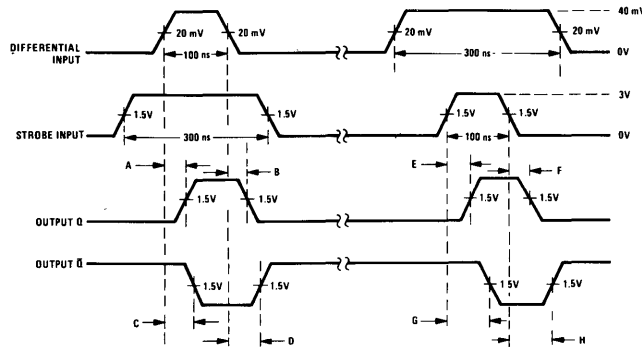 40 mV
DIFFERENTIAL INPUT
20 mV
20 mV
100 ns
20 mV
20 mV
300 ns
0V
3V
STROBE INPUT
1.5V
1.5V
300 ns
1.5V
1.5V
100 ns
0V
A
B
E
F
OUTPUT Q
1.5V
1.5V
1.5V
1.5V
OUTPUT Q̅
1.5V
1.5V
1.5V
1.5V
C
D
G
H